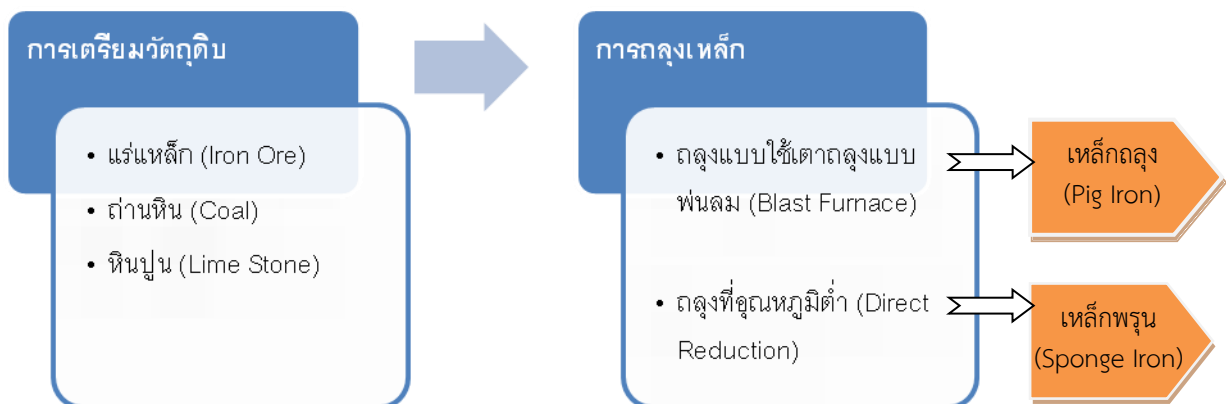 การเตรียมวัตถุดิบ
• แร่เหล็ก (Iron Ore)
• ถ่านหิน (Coal)
• หินปูน (Lime Stone)
การถลุงเหล็ก
• ถลุงแบบใช้เตาถลุงแบบ
พ่นลม (Blast Furnace)
• ถลุงที่อุณหภูมิต่ำ (Direct
Reduction)
เหล็กถลุง
(Pig Iron)
เหล็กพรุน
(Sponge Iron)